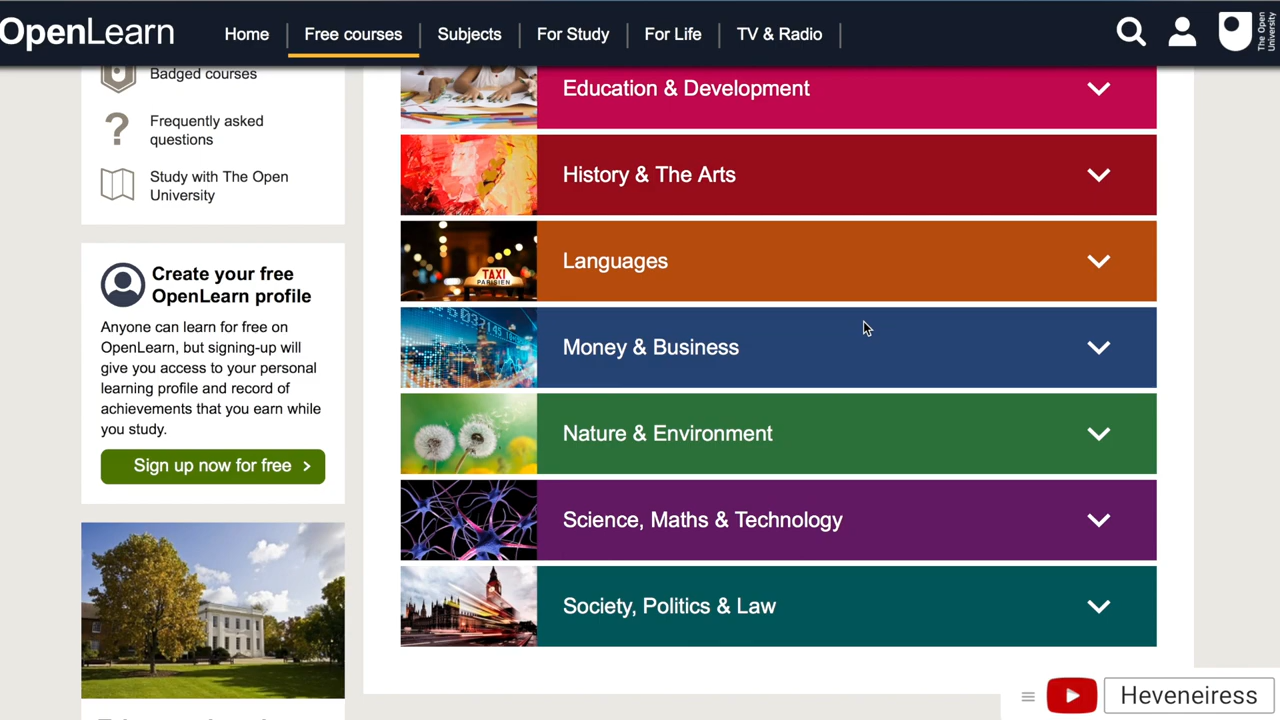 OpenLearn
Home
Free courses
Subjects
For Study
For Life
TV & Radio
The Open
University
Badged courses
Frequently asked
questions
Study with The Open
University
Create your free
OpenLearn profile
Anyone can learn for free on
OpenLearn, but signing-up will
give you access to your personal
learning profile and record of
achievements that you earn while
you study.
Sign up now for free
Education & Development
History & The Arts
TAXI
PARISIEN
Languages
Money & Business
Nature & Environment
Science, Maths & Technology
Society, Politics & Law
Heveneiress